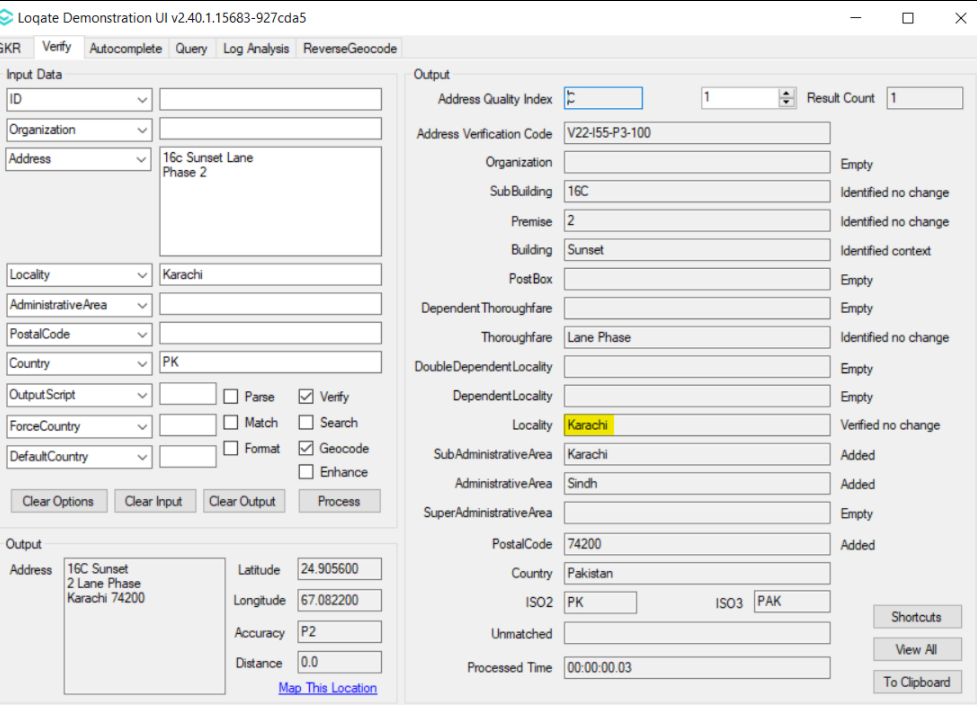 Loqate Demonstration UI v2.40.1.15683-927cda5
GKR Verify Autocomplete Query Log Analysis ReverseGeocode
Input Data
ID
Organization
Address 16c Sunset Lane
Phase 2
Locality Karachi
AdministrativeArea
PostalCode
Country PK
OutputScript Parse Verify
ForceCountry Match Search
DefaultCountry Format Geocode
Enhance
Clear Options Clear Input Clear Output Process
Output
Address 16C Sunset
2 Lane Phase
Karachi 74200
Latitude 24.905600
Longitude 67.082200
Accuracy P2
Distance 0.0
Map This Location
Output
Address Quality Index 1 Result Count 1
Address Verification Code V22-I55-P3-100
Organization Empty
SubBuilding 16C Identified no change
Premise 2 Identified no change
Building Sunset Identified context
PostBox Empty
DependentThoroughfare Empty
Thoroughfare Lane Phase Identified no change
DoubleDependentLocality Empty
DependentLocality Empty
Locality Karachi Verified no change
SubAdministrativeArea Karachi Added
AdministrativeArea Sindh Added
SuperAdministrativeArea Empty
PostalCode 74200 Added
Country Pakistan
ISO2 PK ISO3 PAK
Unmatched
Processed Time 00:00:00.03
Shortcuts
View All
To Clipboard